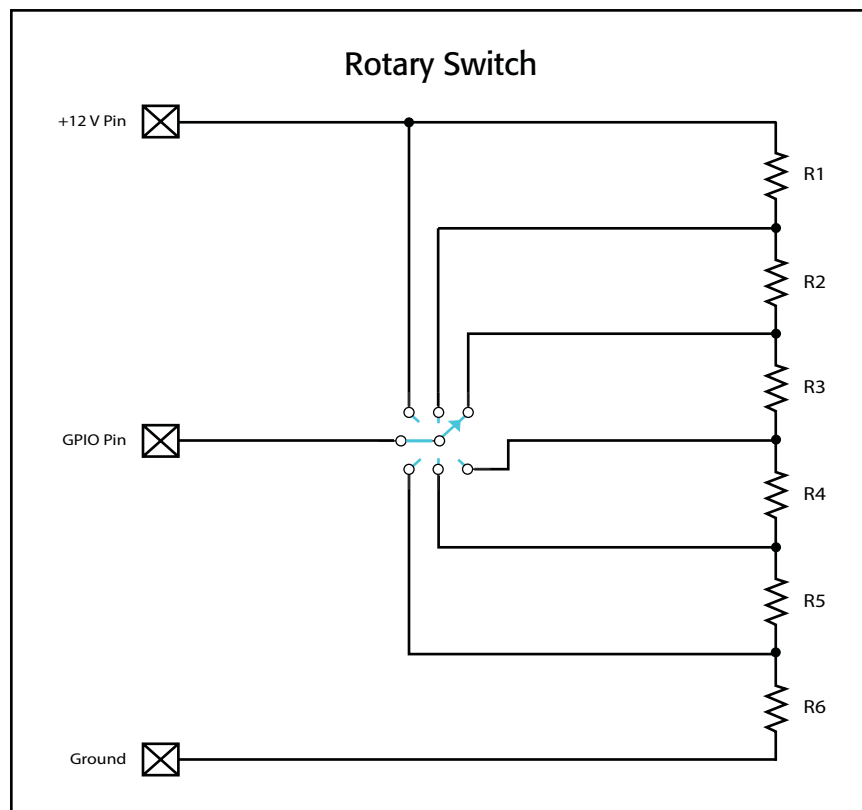 Rotary Switch
+12 V Pin
R1
R2
R3
GPIO Pin
R4
R5
R6
Ground